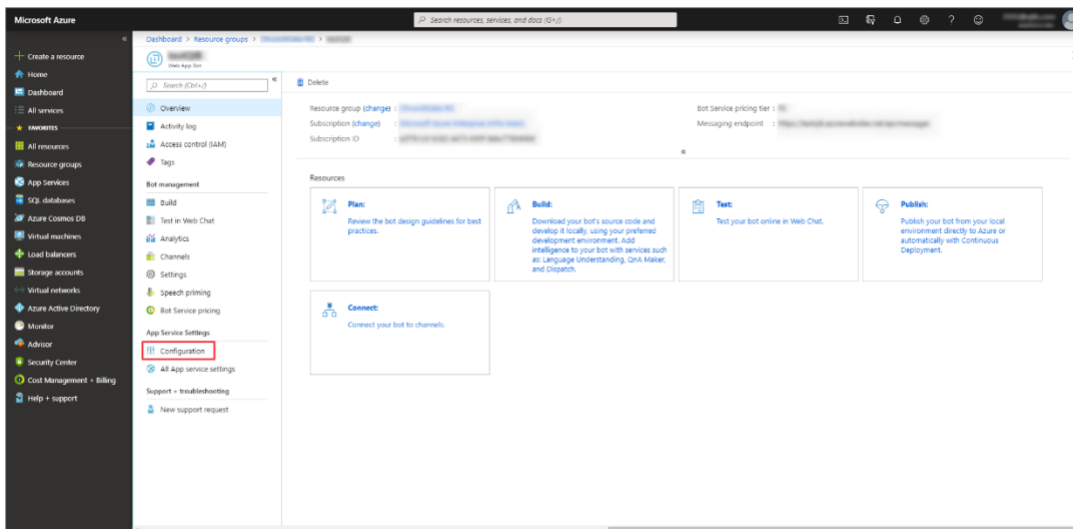 Microsoft Azure
Search resources, services, and docs (G+/)
Create a resource
Home
Dashboard
All services
FAVORITES
All resources
Resource groups
App Services
SQL databases
Azure Cosmos DB
Virtual machines
Load balancers
Storage accounts
Virtual networks
Azure Active Directory
Monitor
Advisor
Security Center
Cost Management + Billing
Help + support
Dashboard > Resource groups > >
Web App Bot
Search (Ctrl+/)
Overview
Activity log
Access control (IAM)
Tags
Bot management
Build
Test in Web Chat
Analytics
Channels
Settings
Speech priming
Bot Service pricing
App Service Settings
Configuration
All App service settings
Support + troubleshooting
New support request
Delete
Resource group (change) :
Subscription (change) :
Subscription ID :
Bot Service pricing tier :
Messaging endpoint :
Resources
Plan:
Review the bot design guidelines for best
practices.
Build:
Download your bot's source code and
develop it locally, using your preferred
development environment. Add
intelligence to your bot with services such
as: Language Understanding, QnA Maker,
and Dispatch.
Test:
Test your bot online in Web Chat.
Publish:
Publish your bot from your local
environment directly to Azure or
automatically with Continuous
Deployment.
Connect:
Connect your bot to channels.